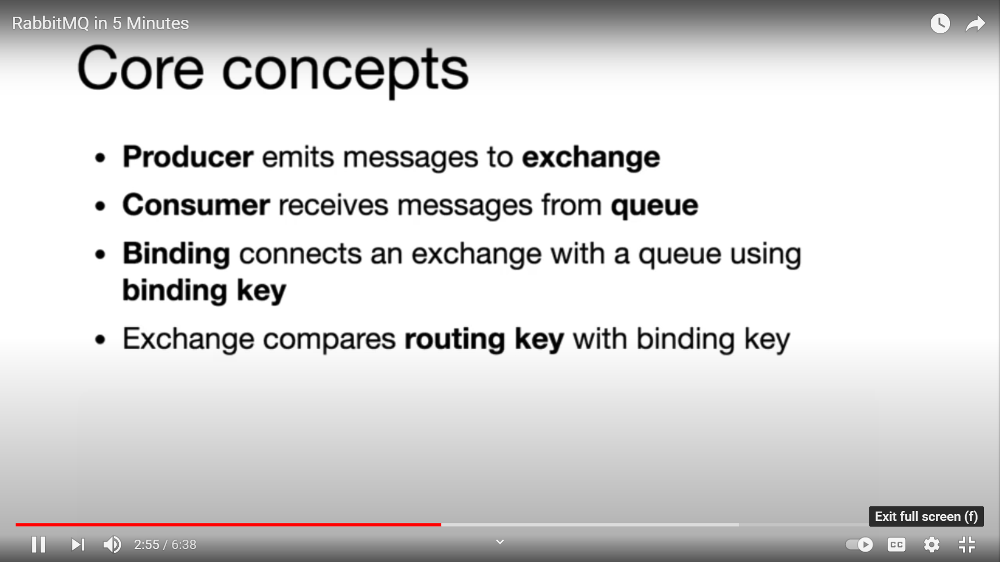 RabbitMQ in 5 Minutes
Core concepts
• Producer emits messages to exchange
• Consumer receives messages from queue
• Binding connects an exchange with a queue using
binding key
• Exchange compares routing key with binding key
Exit full screen (f)
2:55 / 6:38
CC